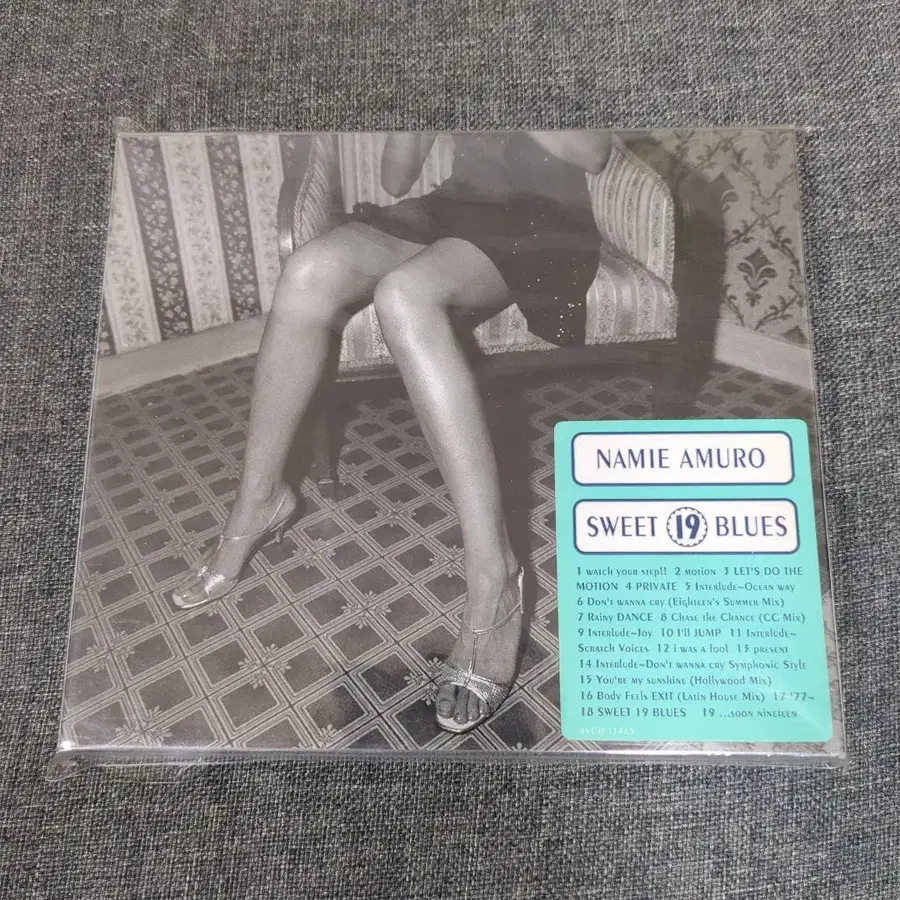 NAMIE AMURO
SWEET 19 BLUES
1 watch your step!! 2 motion 3 LET'S DO THE
MOTION 4 PRIVATE 5 Interlude~Ocean way
6 Don't wanna cry (Eighteen's Summer Mix)
7 Rainy DANCE 8 Chase the Chance (CC Mix)
9 Interlude~Joy 10 I'll JUMP 11 Interlude~
Scratch Voices 12 i was a fool 13 present
14 Interlude~Don't wanna cry Symphonic Style
15 You're my sunshine (Hollywood Mix)
16 Body Feels EXIT (Latin House Mix) 17 '77~
18 SWEET 19 BLUES 19 ...soon nineteen